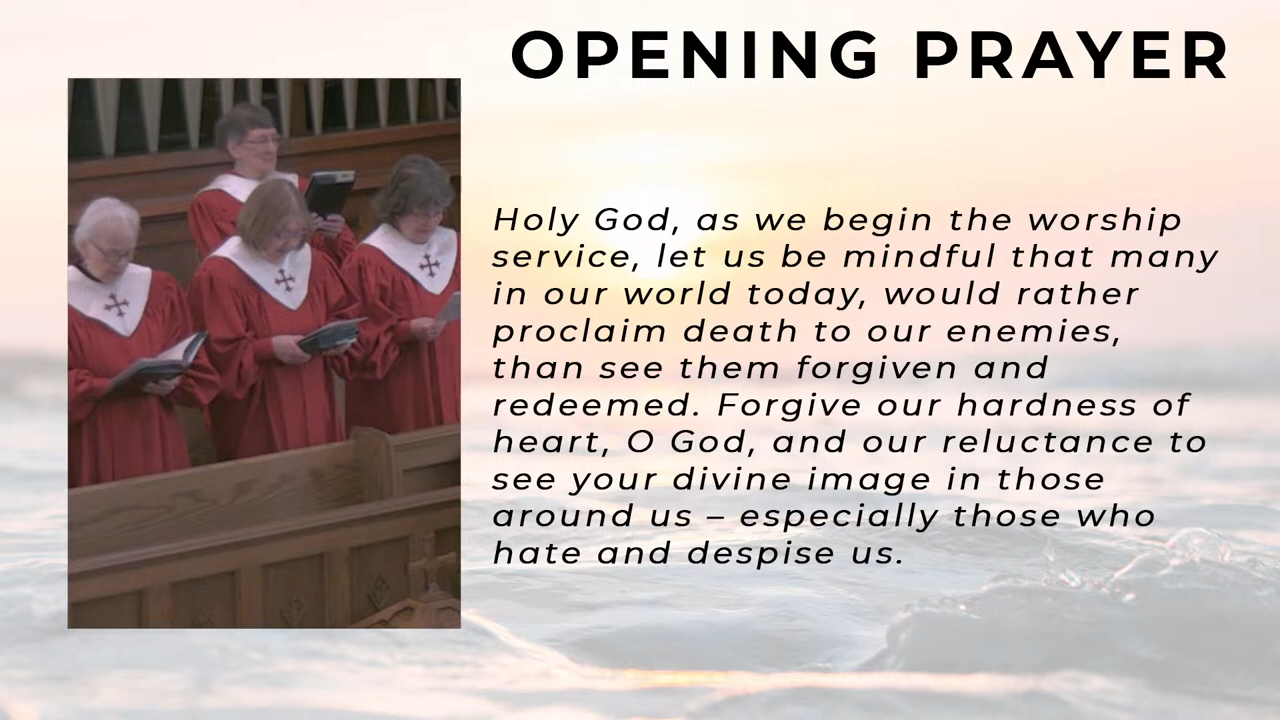 OPENING PRAYER
Holy God, as we begin the worship
service, let us be mindful that many
in our world today, would rather
proclaim death to our enemies,
than see them forgiven and
redeemed. Forgive our hardness of
heart, O God, and our reluctance to
see your divine image in those
around us – especially those who
hate and despise us.